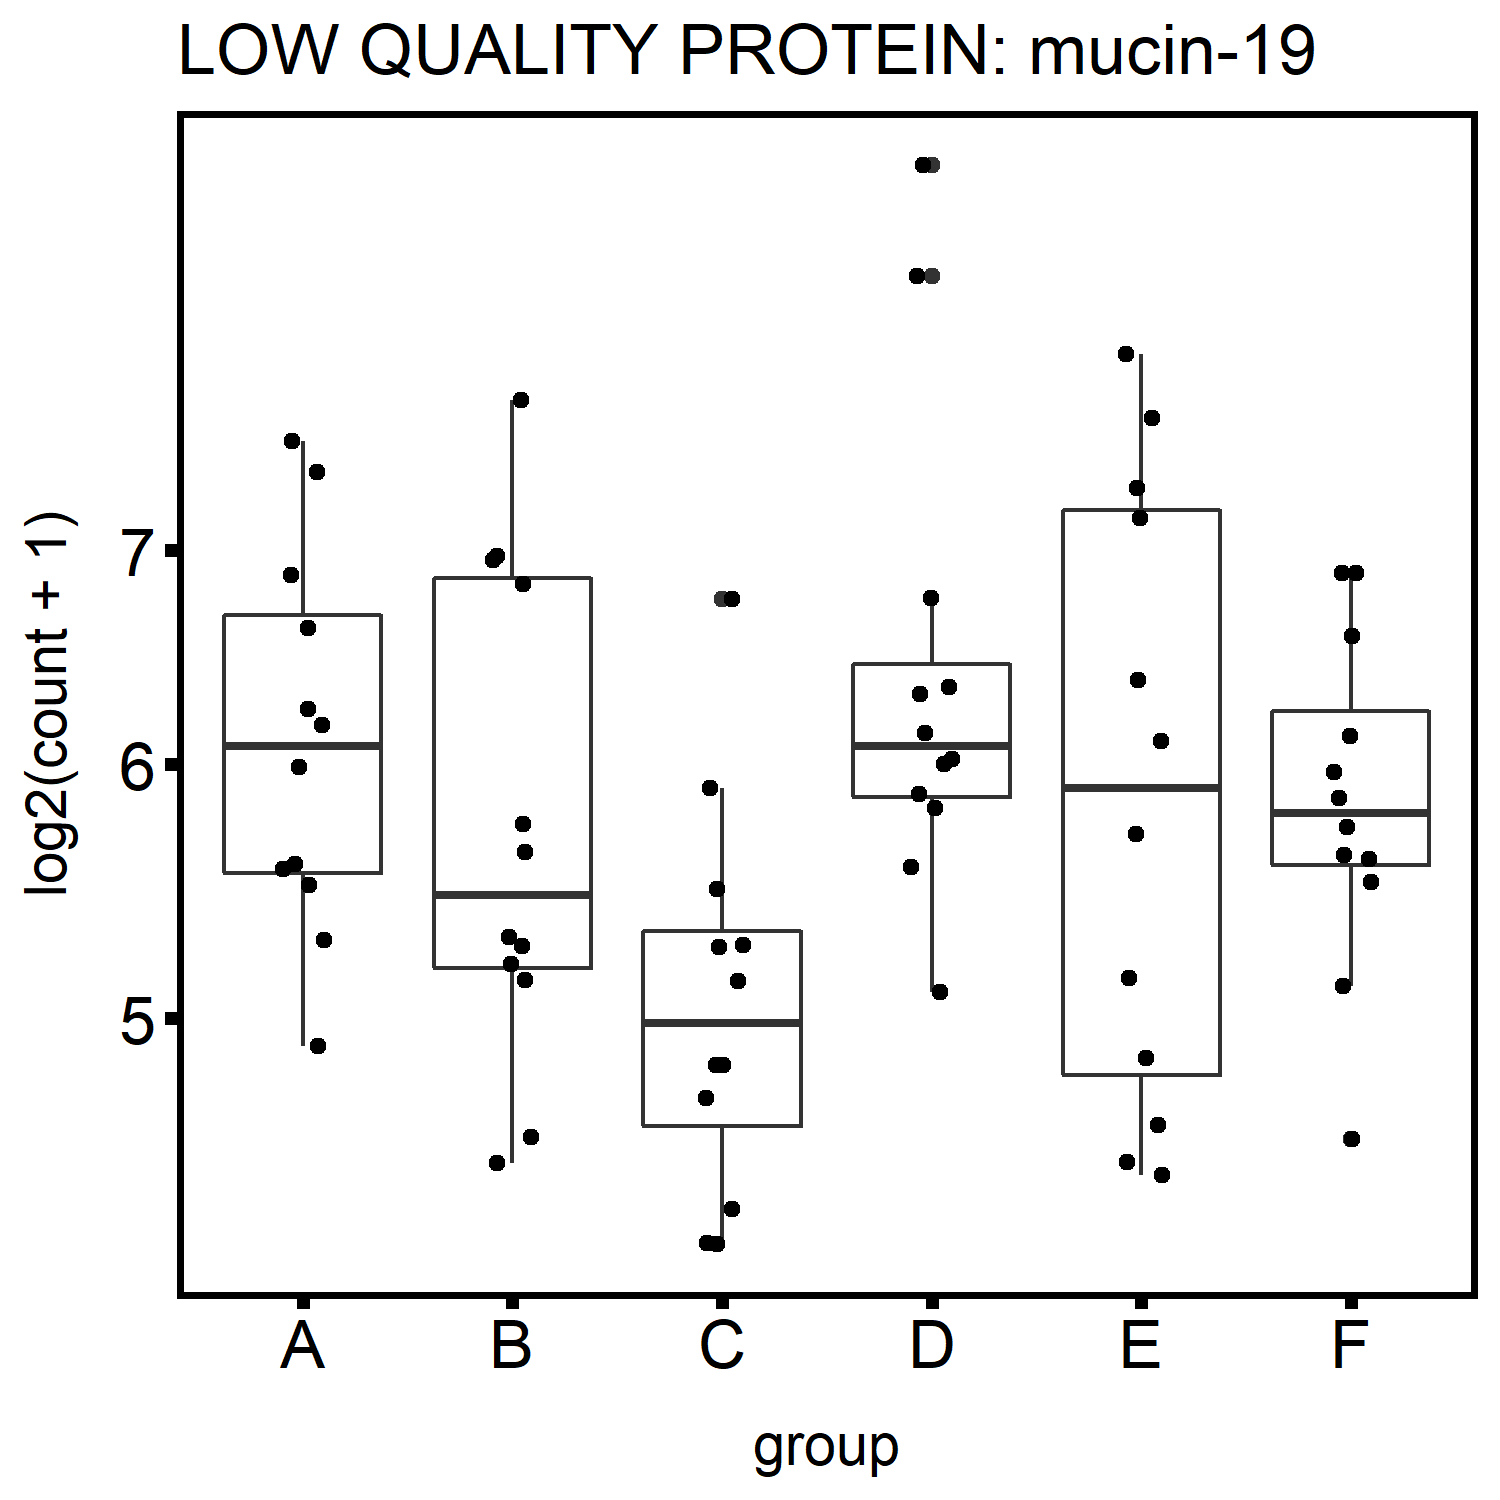 LOW QUALITY PROTEIN: mucin-19
log2(count + 1)
7
6
5
A B C D E F
group